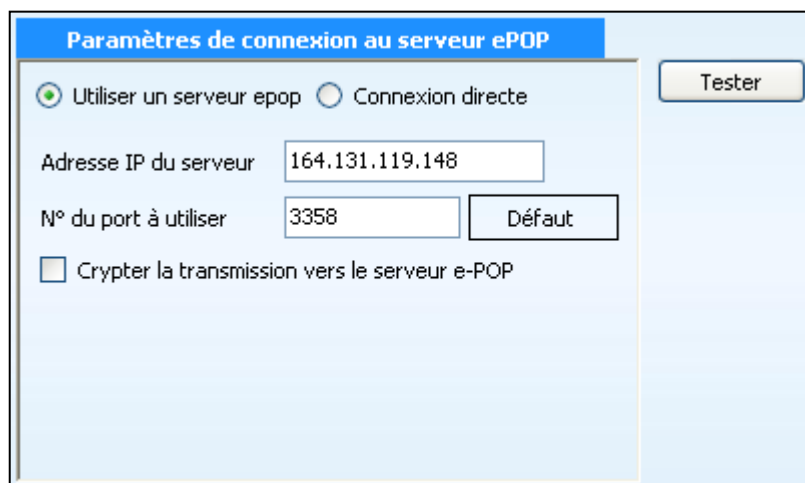 Paramètres de connexion au serveur ePOP
Utiliser un serveur epop Connexion directe
Tester
Adresse IP du serveur 164.131.119.148
N° du port à utiliser 3358 Défaut
Crypter la transmission vers le serveur e-POP